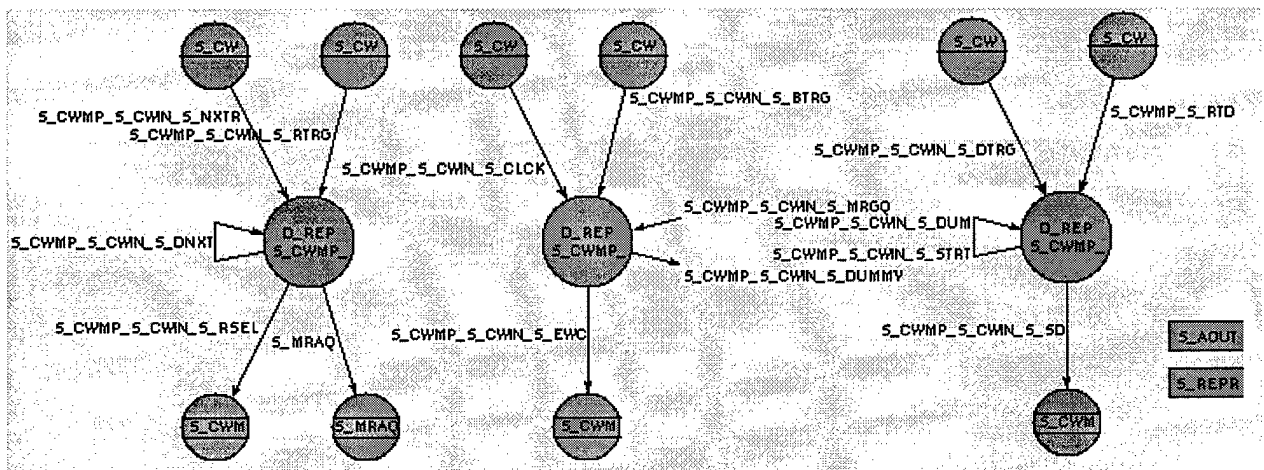 S_CW
S_CW
S_CW
S_CW
S_CW
S_CW
S_CWMP_S_CWIN_S_NXTR
S_CWMP_S_CWIN_S_RTRG
S_CWMP_S_CWIN_S_BTRG
S_CWMP_S_RTD
S_CWMP_S_CWIN_S_CLCK
S_CWMP_S_CWIN_S_DTRG
S_CWMP_S_CWIN_S_DNXT
D_REP
S_CWMP_
D_REP
S_CWMP_
S_CWMP_S_CWIN_S_MRGQ
S_CWMP_S_CWIN_S_DUM
S_CWMP_S_CWIN_S_STRT
S_CWMP_S_CWIN_S_DUMMY
D_REP
S_CWMP_
S_CWMP_S_CWIN_S_RSEL
S_MRAQ
S_CWMP_S_CWIN_S_EWC
S_CWMP_S_CWIN_S_SD
S_AOUT
S_REPR
S_CWM
S_MRAQ
S_CWM
S_CWM